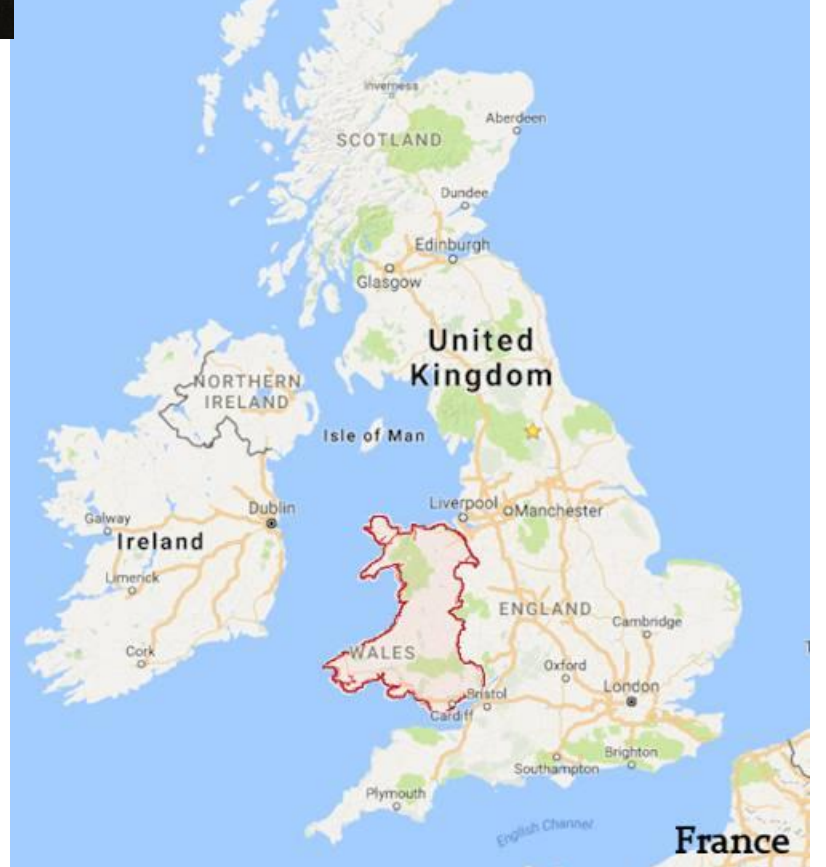 Inverness
SCOTLAND
Aberdeen
Dundee
Edinburgh
Glasgow
United
Kingdom
NORTHERN
IRELAND
Isle of Man
Liverpool
Manchester
Dublin
Galway
Ireland
Limerick
Cork
WALES
ENGLAND
Cambridge
Oxford
London
Bristol
Cardiff
Brighton
Southampton
Plymouth
English Channel
France